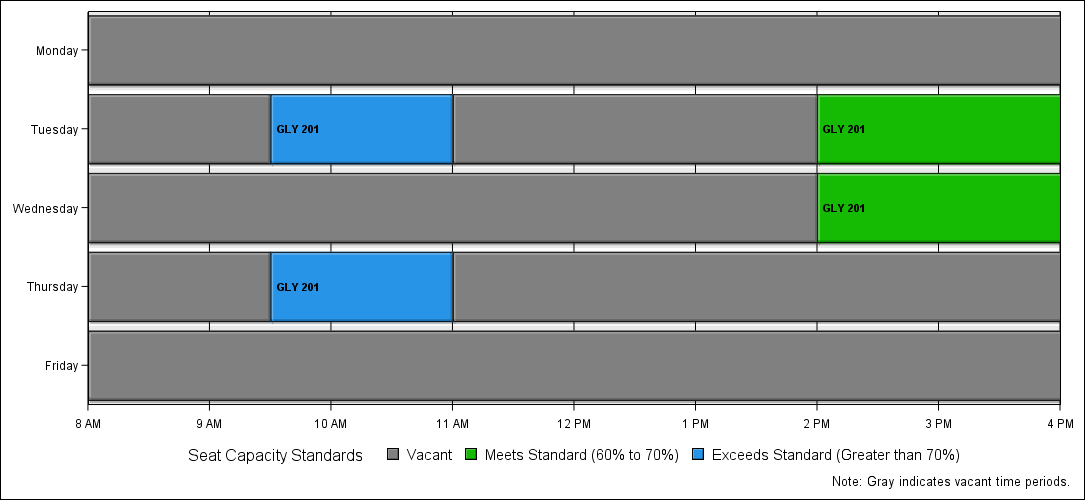 Monday
Tuesday
GLY 201
GLY 201
Wednesday
GLY 201
Thursday
GLY 201
Friday
8 AM 9 AM 10 AM 11 AM 12 PM 1 PM 2 PM 3 PM 4 PM
Seat Capacity Standards Vacant Meets Standard (60% to 70%) Exceeds Standard (Greater than 70%)
Note: Gray indicates vacant time periods.